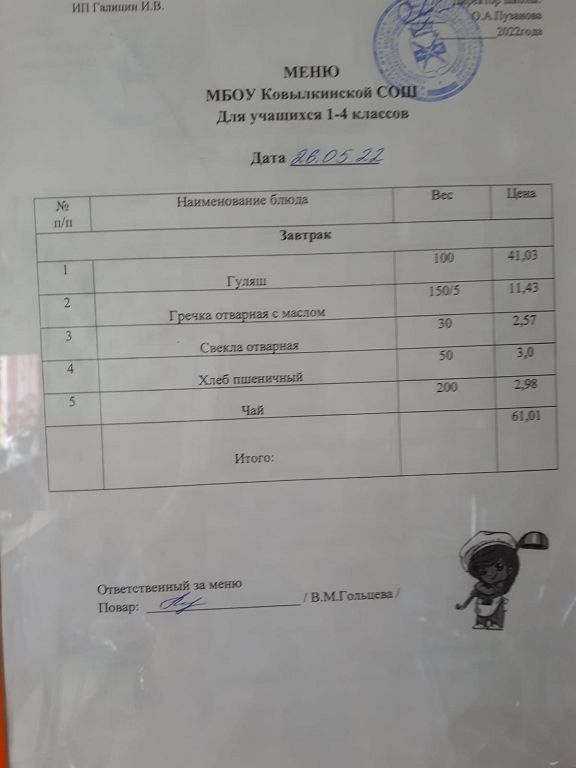 ИП Галицин И.В.
Директор школы:
О.А.Пузанова
2022года
МЕНЮ
МБОУ Ковылкинской СОШ
Для учащихся 1-4 классов
Дата 26.05.22
№ п/п Наименование блюда Вес Цена
Завтрак
1 Гуляш 100 41,03
2 Гречка отварная с маслом 150/5 11,43
3 Свекла отварная 30 2,57
4 Хлеб пшеничный 50 3,0
5 Чай 200 2,98
Итого: 61,01
Ответственный за меню
Повар: / В.М.Гольцева /